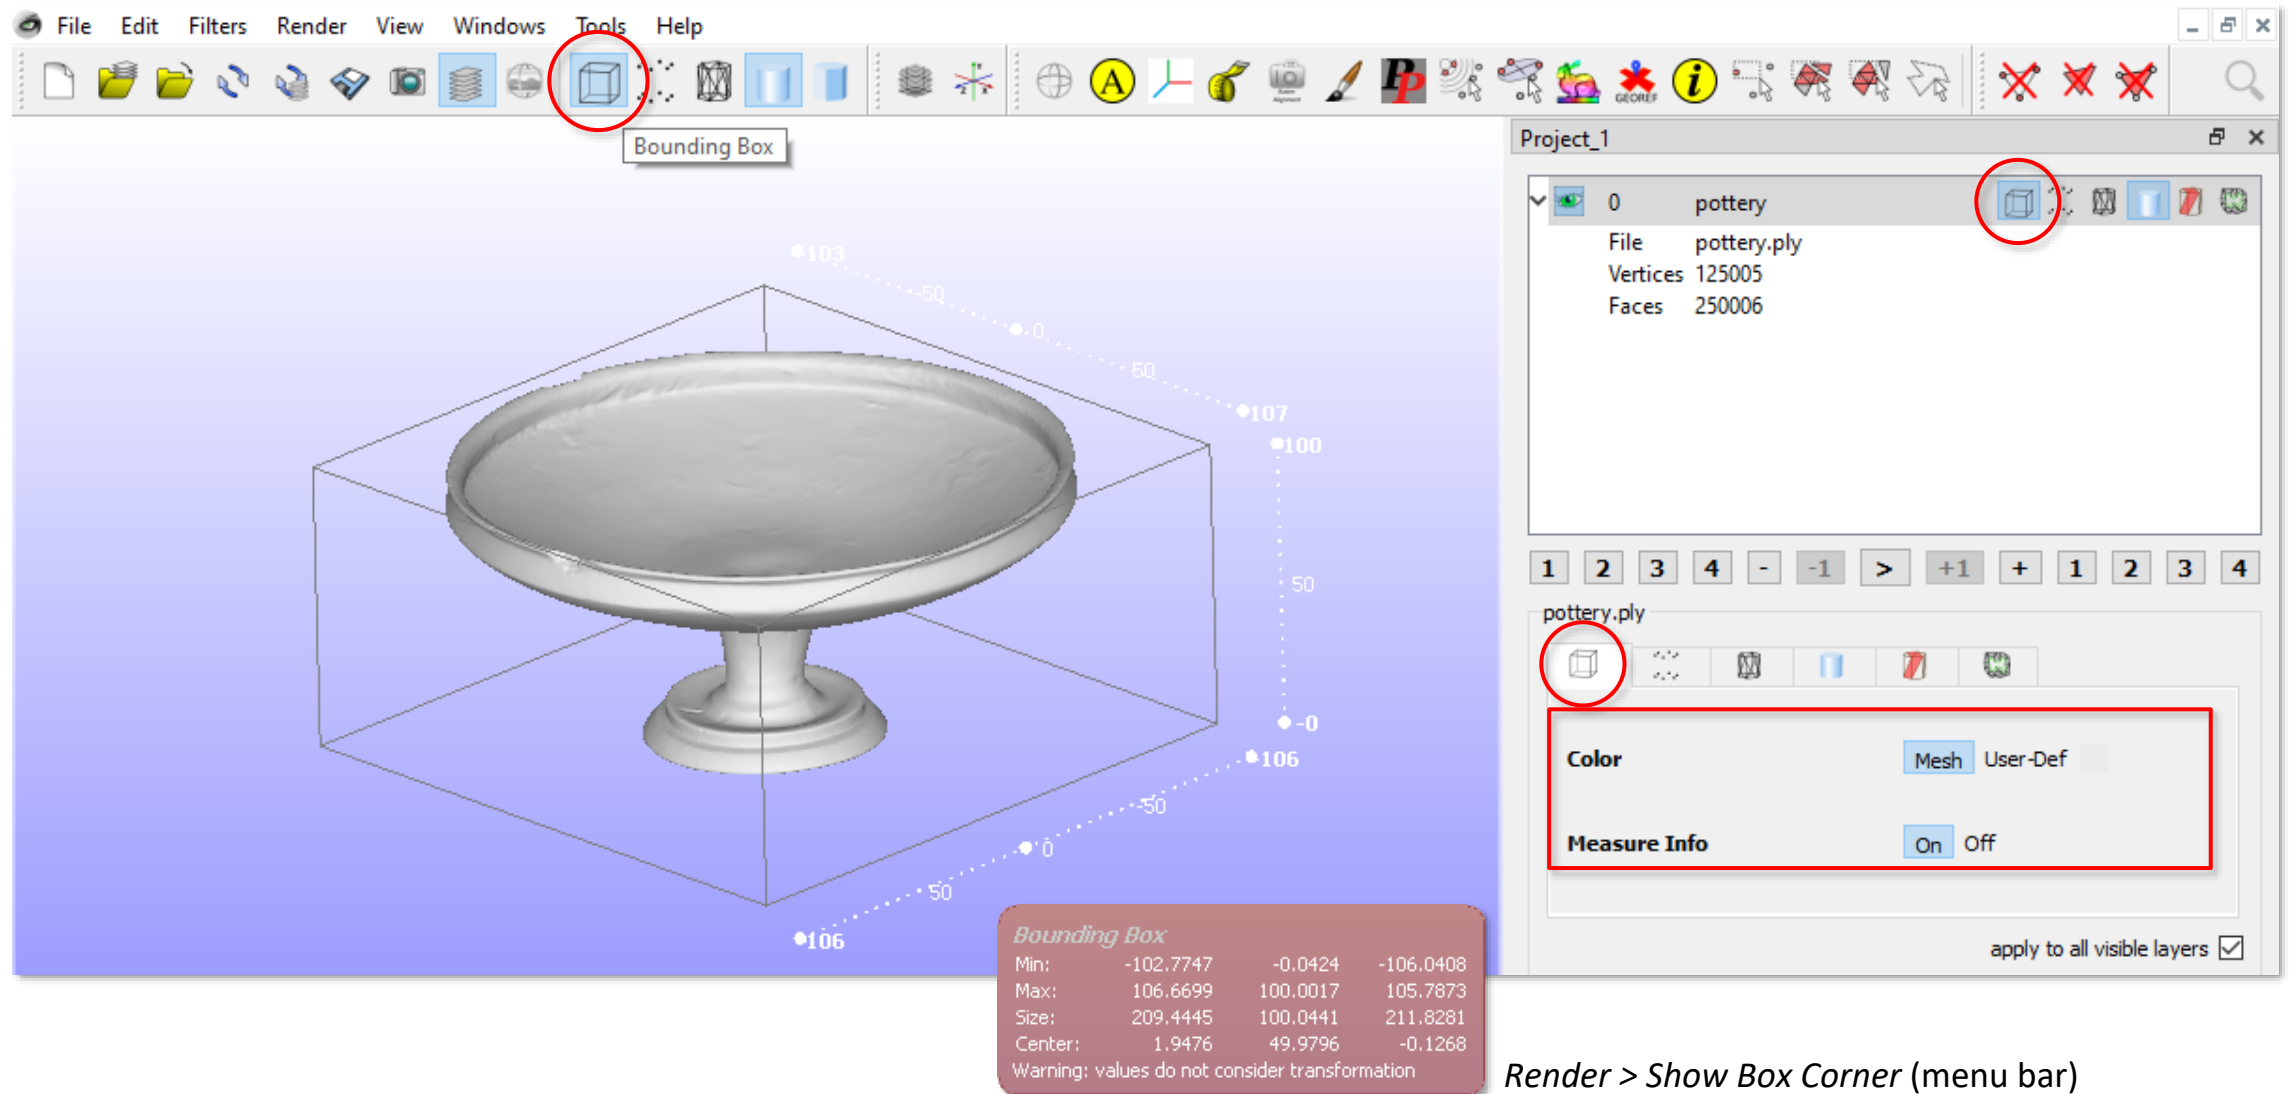 File Edit Filters Render View Windows Tools Help
A
PP
GEOREF
i
Bounding Box
Project_1
0 pottery
File pottery.ply
Vertices 125005
Faces 250006
103
-50
0
50
107
100
50
-0
106
-50
0
50
106
1 2 3 4 - -1 > +1 + 1 2 3 4
pottery.ply
Color Mesh User-Def
Measure Info On Off
apply to all visible layers
Bounding Box
Min: -102.7747 -0.0424 -106.0408
Max: 106.6699 100.0017 105.7873
Size: 209.4445 100.0441 211.8281
Center: 1.9476 49.9796 -0.1268
Warning: values do not consider transformation
Render > Show Box Corner (menu bar)